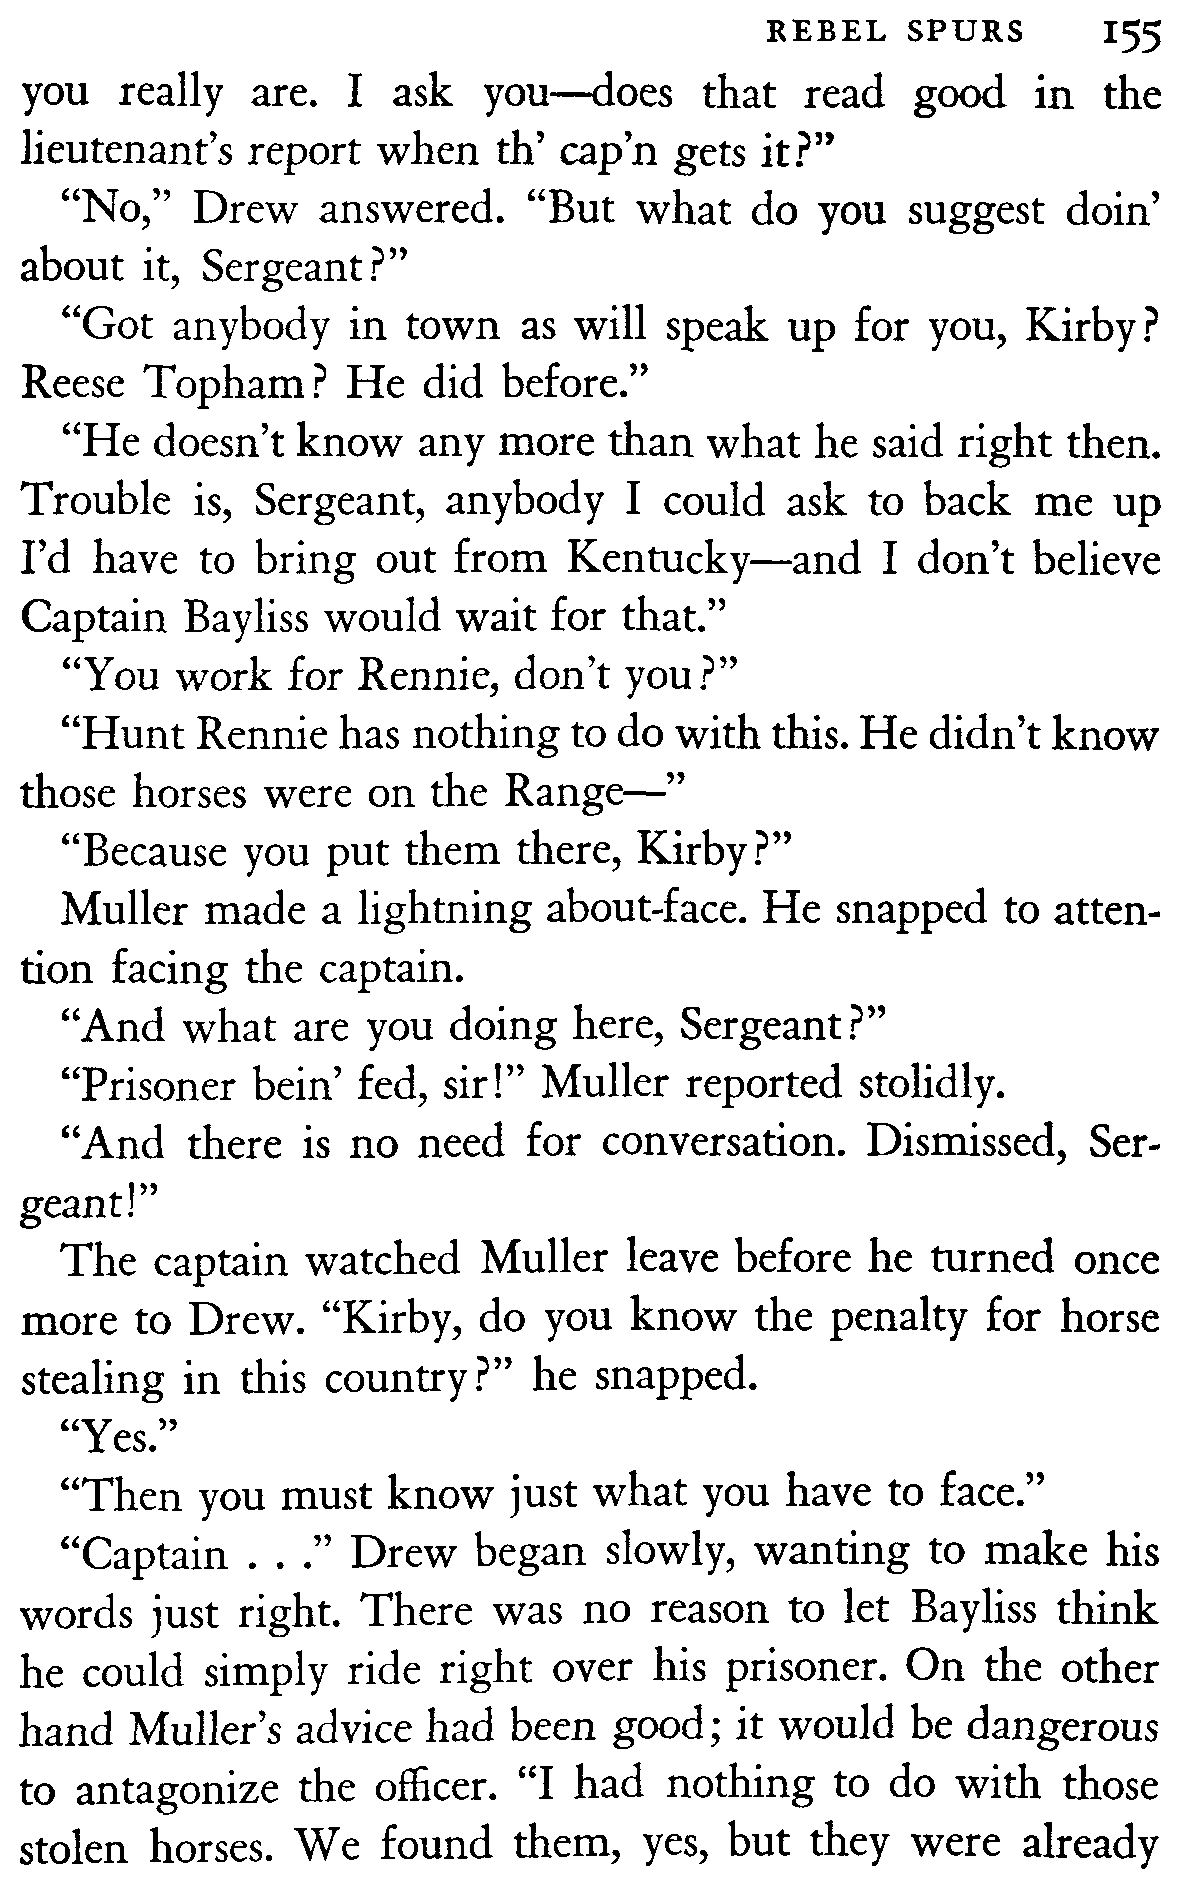 REBEL SPURS 155
you really are. I ask you—does that read good in the
lieutenant's report when th' cap'n gets it?”
“No,” Drew answered. “But what do you suggest doin’
about it, Sergeant?”
“Got anybody in town as will speak up for you, Kirby?
Reese Topham? He did before.”
“He doesn’t know any more than what he said right then.
Trouble is, Sergeant, anybody I could ask to back me up
I’d have to bring out from Kentucky—and I don’t believe
Captain Bayliss would wait for that.”
“You work for Rennie, don’t you?”
“Hunt Rennie has nothing to do with this. He didn’t know
those horses were on the Range—”
“Because you put them there, Kirby?”
Muller made a lightning about-face. He snapped to atten-
tion facing the captain.
“And what are you doing here, Sergeant?”
“Prisoner bein’ fed, sir!” Muller reported stolidly.
“And there is no need for conversation. Dismissed, Ser-
geant!”
The captain watched Muller leave before he turned once
more to Drew. “Kirby, do you know the penalty for horse
stealing in this country?” he snapped.
“Yes.”
“Then you must know just what you have to face.”
“Captain . . .” Drew began slowly, wanting to make his
words just right. There was no reason to let Bayliss think
he could simply ride right over his prisoner. On the other
hand Muller’s advice had been good; it would be dangerous
to antagonize the officer. “I had nothing to do with those
stolen horses. We found them, yes, but they were already